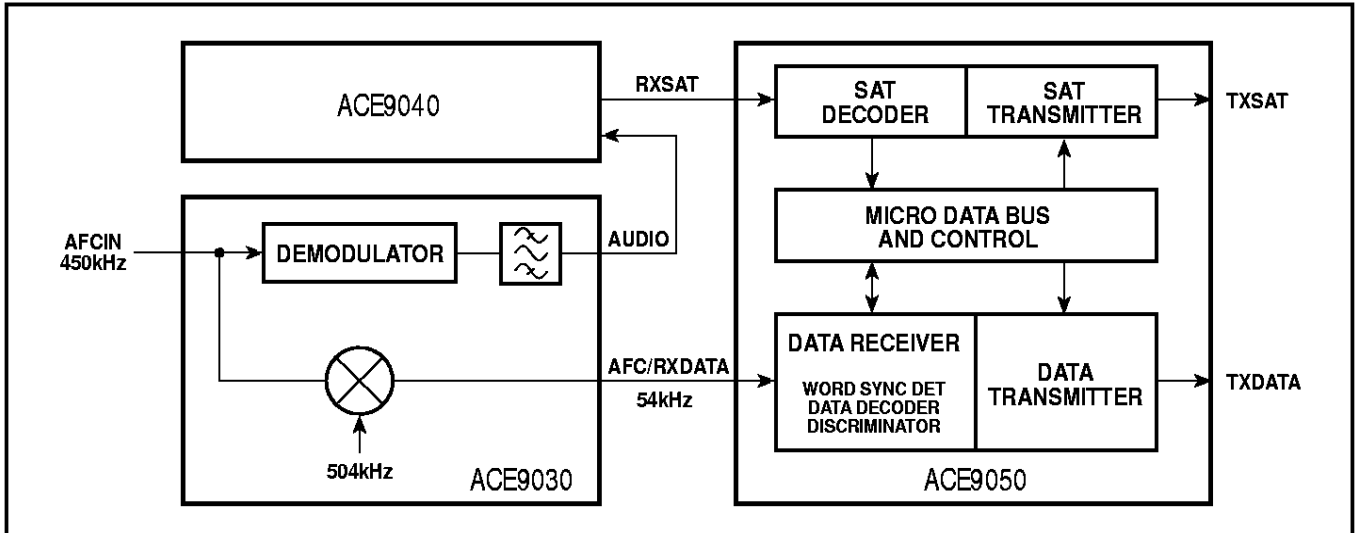 ACE9040
RXSAT
SAT
DECODER
SAT
TRANSMITTER
TXSAT
MICRO DATA BUS
AND CONTROL
AFCIN
450kHz
DEMODULATOR
AUDIO
AFC/RXDATA
54kHz
504kHz
ACE9030
DATA RECEIVER
WORD SYNC DET
DATA DECODER
DISCRIMINATOR
DATA
TRANSMITTER
TXDATA
ACE9050